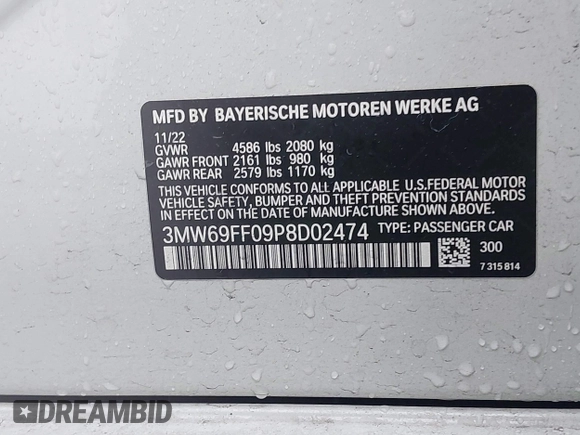 MFD BY BAYERISCHE MOTOREN WERKE AG
11/22
GVWR 4586 lbs 2080 kg
GAWR FRONT 2161 lbs 980 kg
GAWR REAR 2579 lbs 1170 kg
THIS VEHICLE CONFORMS TO ALL APPLICABLE U.S.FEDERAL MOTOR
VEHICLE SAFETY, BUMPER AND THEFT PREVENTION STANDARDS
IN EFFECT ON THE DATE OF MANUFACTURE SHOWN ABOVE.
3MW69FF09P8D02474 TYPE: PASSENGER CAR
300
7 315 814
DREAMBID